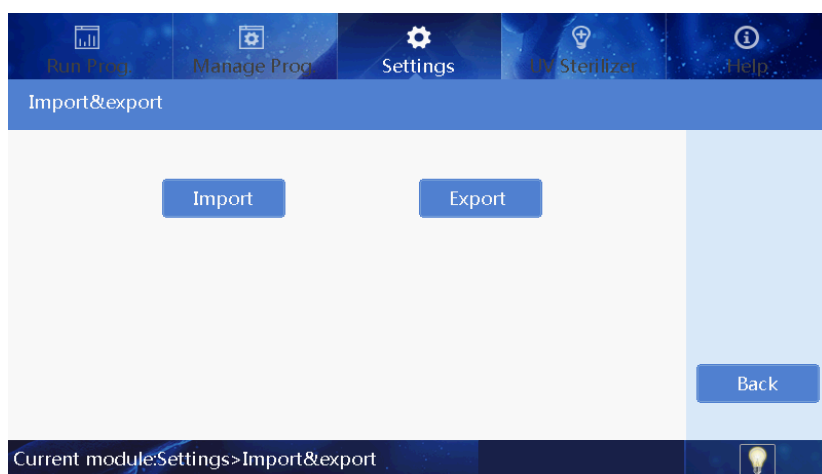 Run Prog.
Manage Prog.
Settings
UV Sterilizer
Help
Import&export
Import
Export
Back
Current module:Settings>Import&export